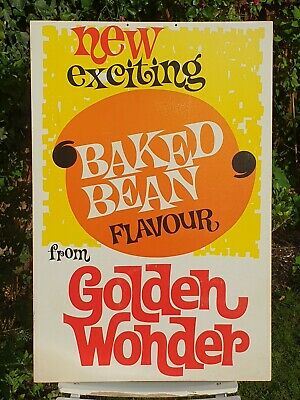 new
exciting
'BAKED
BEAN'
FLAVOUR
from
Golden
Wonder